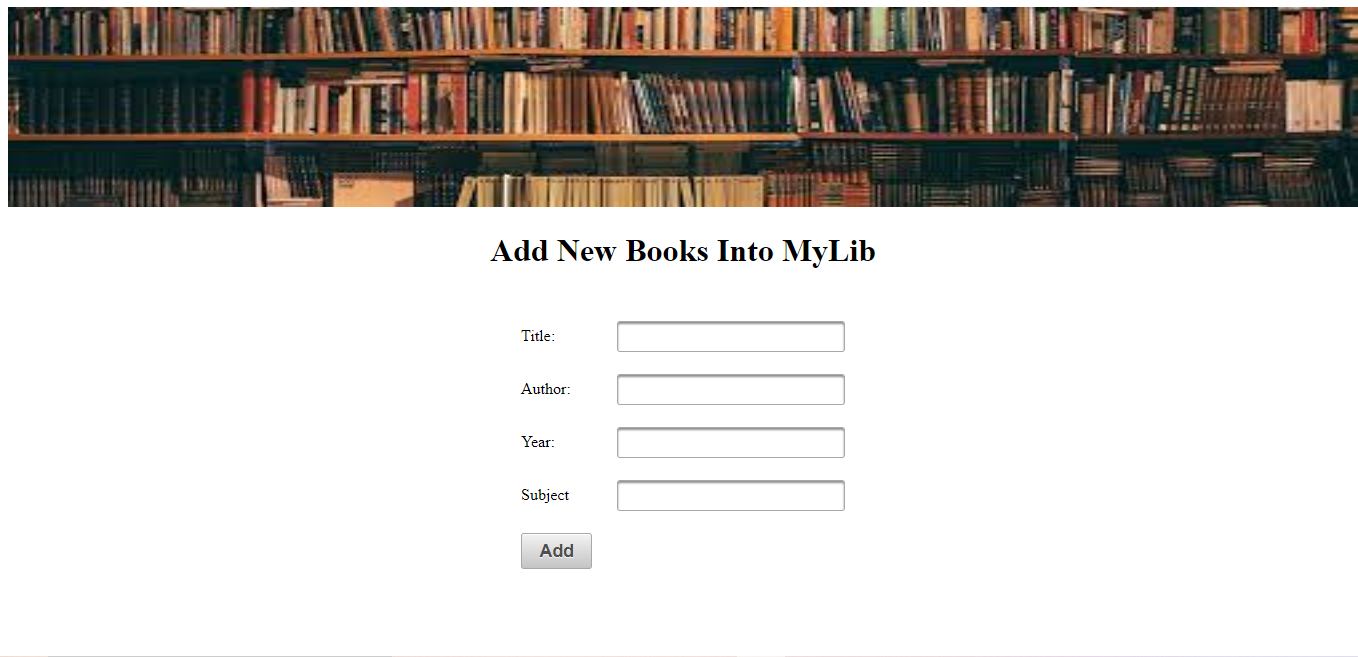 Add New Books Into MyLib
Title:
Author:
Year:
Subject
Add